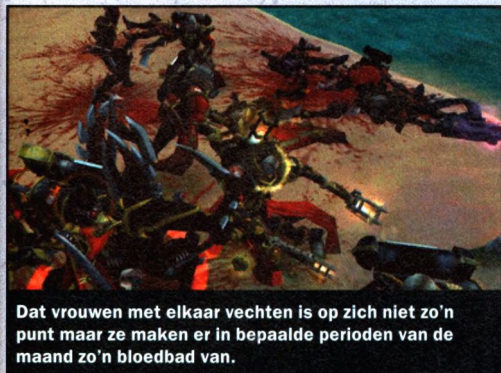 Dat vrouwen met elkaar vechten is op zich niet zo'n
punt maar ze maken er in bepaalde perioden van de
maand zo'n bloedbad van.